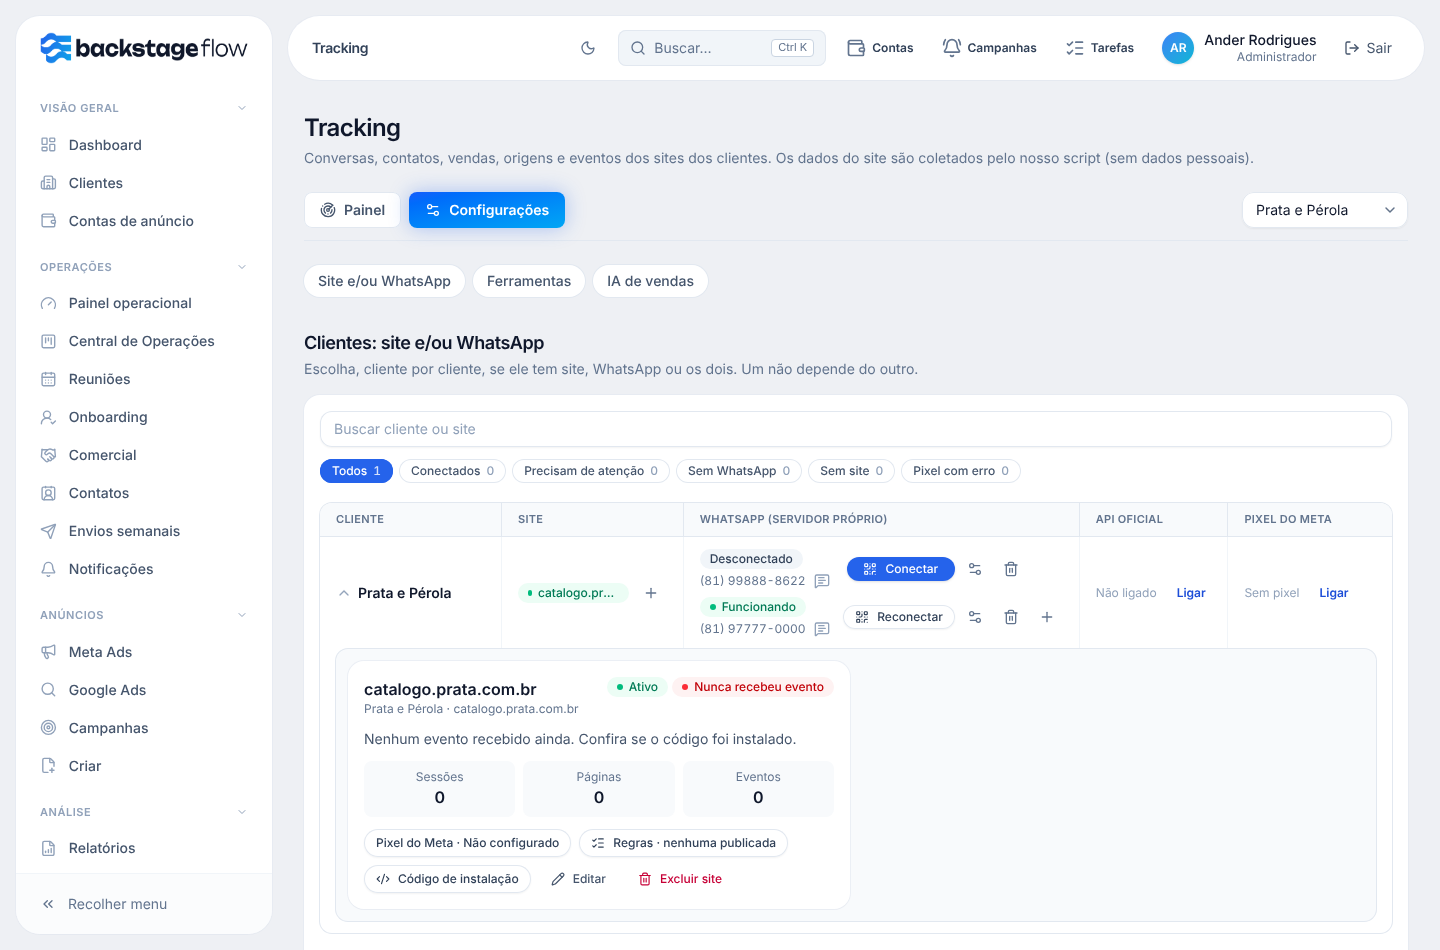 backstageflow
VISÃO GERAL
Dashboard
Clientes
Contas de anúncio
OPERAÇÕES
Painel operacional
Central de Operações
Reuniões
Onboarding
Comercial
Contatos
Envios semanais
Notificações
ANÚNCIOS
Meta Ads
Google Ads
Campanhas
Criar
ANÁLISE
Relatórios
Recolher menu
Tracking
Buscar...
Ctrl K
Contas
Campanhas
Tarefas
AR
Ander Rodrigues
Administrador
Sair
Tracking
Conversas, contatos, vendas, origens e eventos dos sites dos clientes. Os dados do site são coletados pelo nosso script (sem dados pessoais).
Painel
Configurações
Prata e Pérola
Site e/ou WhatsApp
Ferramentas
IA de vendas
Clientes: site e/ou WhatsApp
Escolha, cliente por cliente, se ele tem site, WhatsApp ou os dois. Um não depende do outro.
Buscar cliente ou site
Todos 1
Conectados 0
Precisam de atenção 0
Sem WhatsApp 0
Sem site 0
Pixel com erro 0
CLIENTE
SITE
WHATSAPP (SERVIDOR PRÓPRIO)
API OFICIAL
PIXEL DO META
Prata e Pérola
catalogo.pr...
Desconectado
(81) 99888-8622
Conectar
Funcionando
(81) 97777-0000
Reconectar
Não ligado
Ligar
Sem pixel
Ligar
catalogo.prata.com.br
Ativo
Nunca recebeu evento
Prata e Pérola · catalogo.prata.com.br
Nenhum evento recebido ainda. Confira se o código foi instalado.
Sessões
0
Páginas
0
Eventos
0
Pixel do Meta · Não configurado
Regras · nenhuma publicada
Código de instalação
Editar
Excluir site